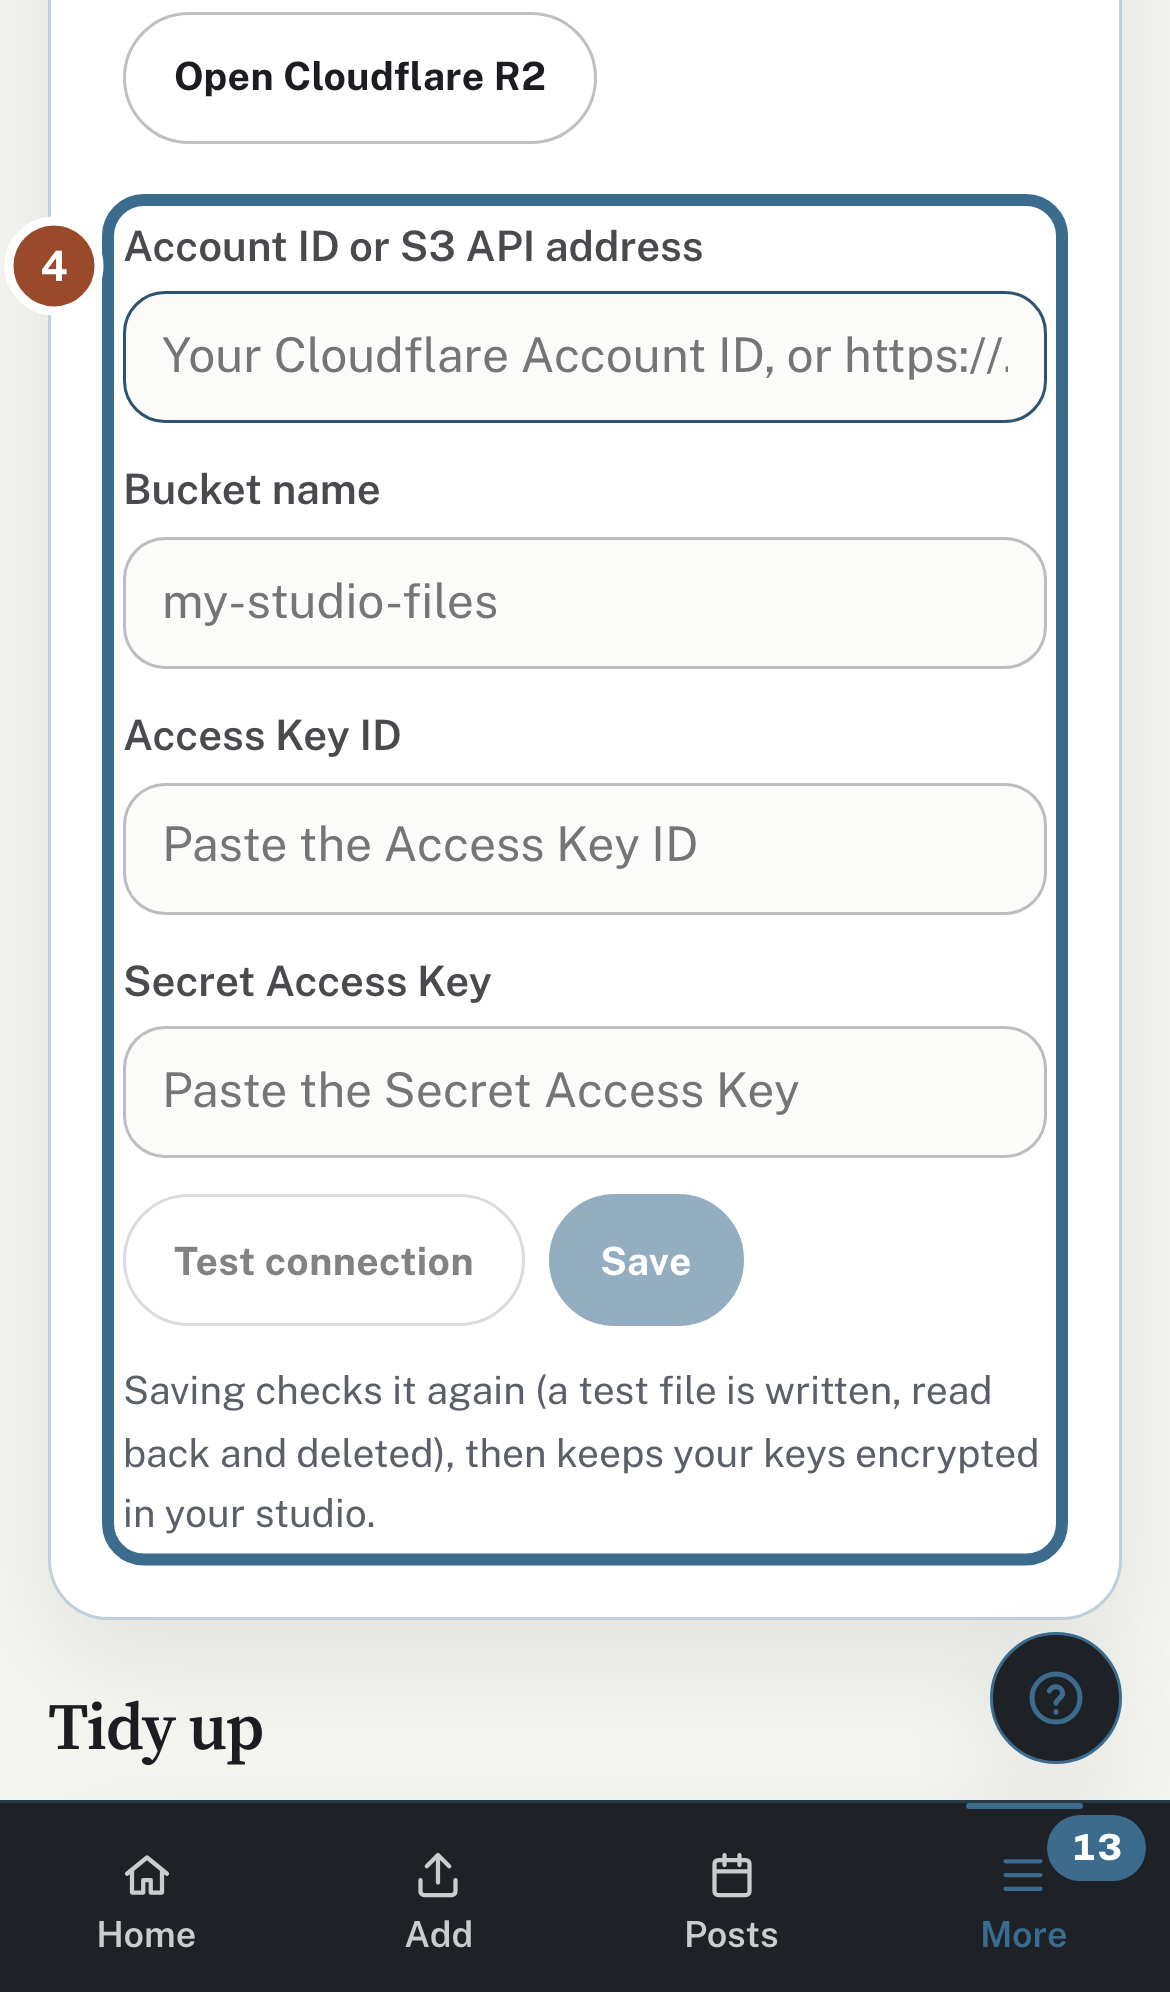 Open Cloudflare R2
4
Account ID or S3 API address
Your Cloudflare Account ID, or https://.
Bucket name
my-studio-files
Access Key ID
Paste the Access Key ID
Secret Access Key
Paste the Secret Access Key
Test connection
Save
Saving checks it again (a test file is written, read
back and deleted), then keeps your keys encrypted
in your studio.
Tidy up
13
Home
Add
Posts
More